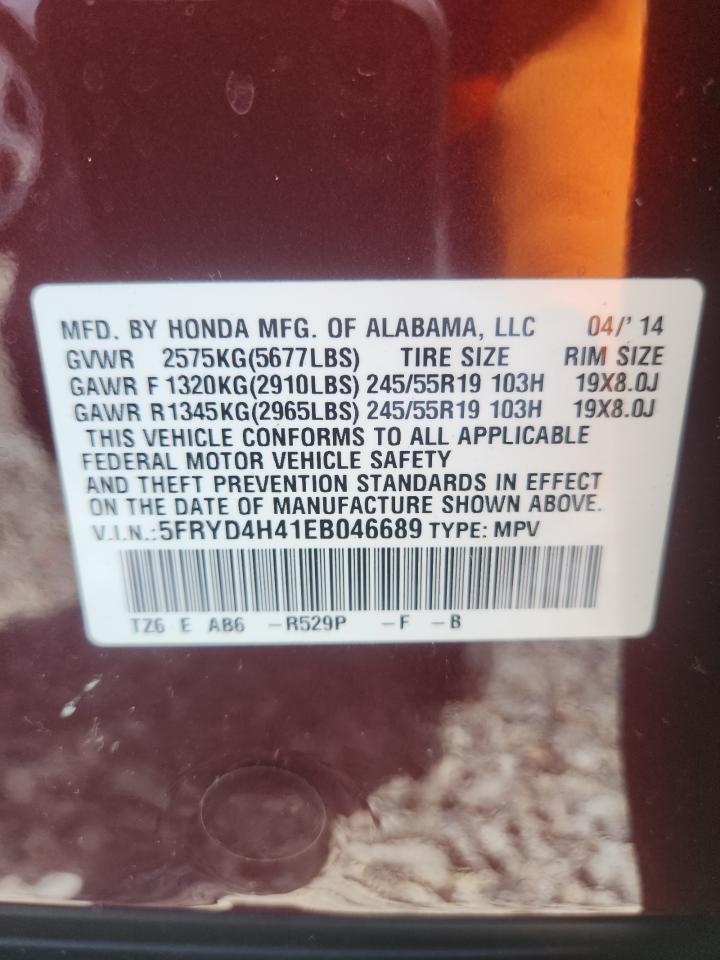 MFD. BY HONDA MFG. OF ALABAMA, LLC 04/' 14
GVWR 2575KG(5677LBS) TIRE SIZE RIM SIZE
GAWR F 1320KG(2910LBS) 245/55R19 103H 19X8.0J
GAWR R1345KG(2965LBS) 245/55R19 103H 19X8.0J
THIS VEHICLE CONFORMS TO ALL APPLICABLE
FEDERAL MOTOR VEHICLE SAFETY
AND THEFT PREVENTION STANDARDS IN EFFECT
ON THE DATE OF MANUFACTURE SHOWN ABOVE.
V.I.N.:5FRYD4H41EB046689 TYPE: MPV
TZ6 E AB6 -R529P -F -B